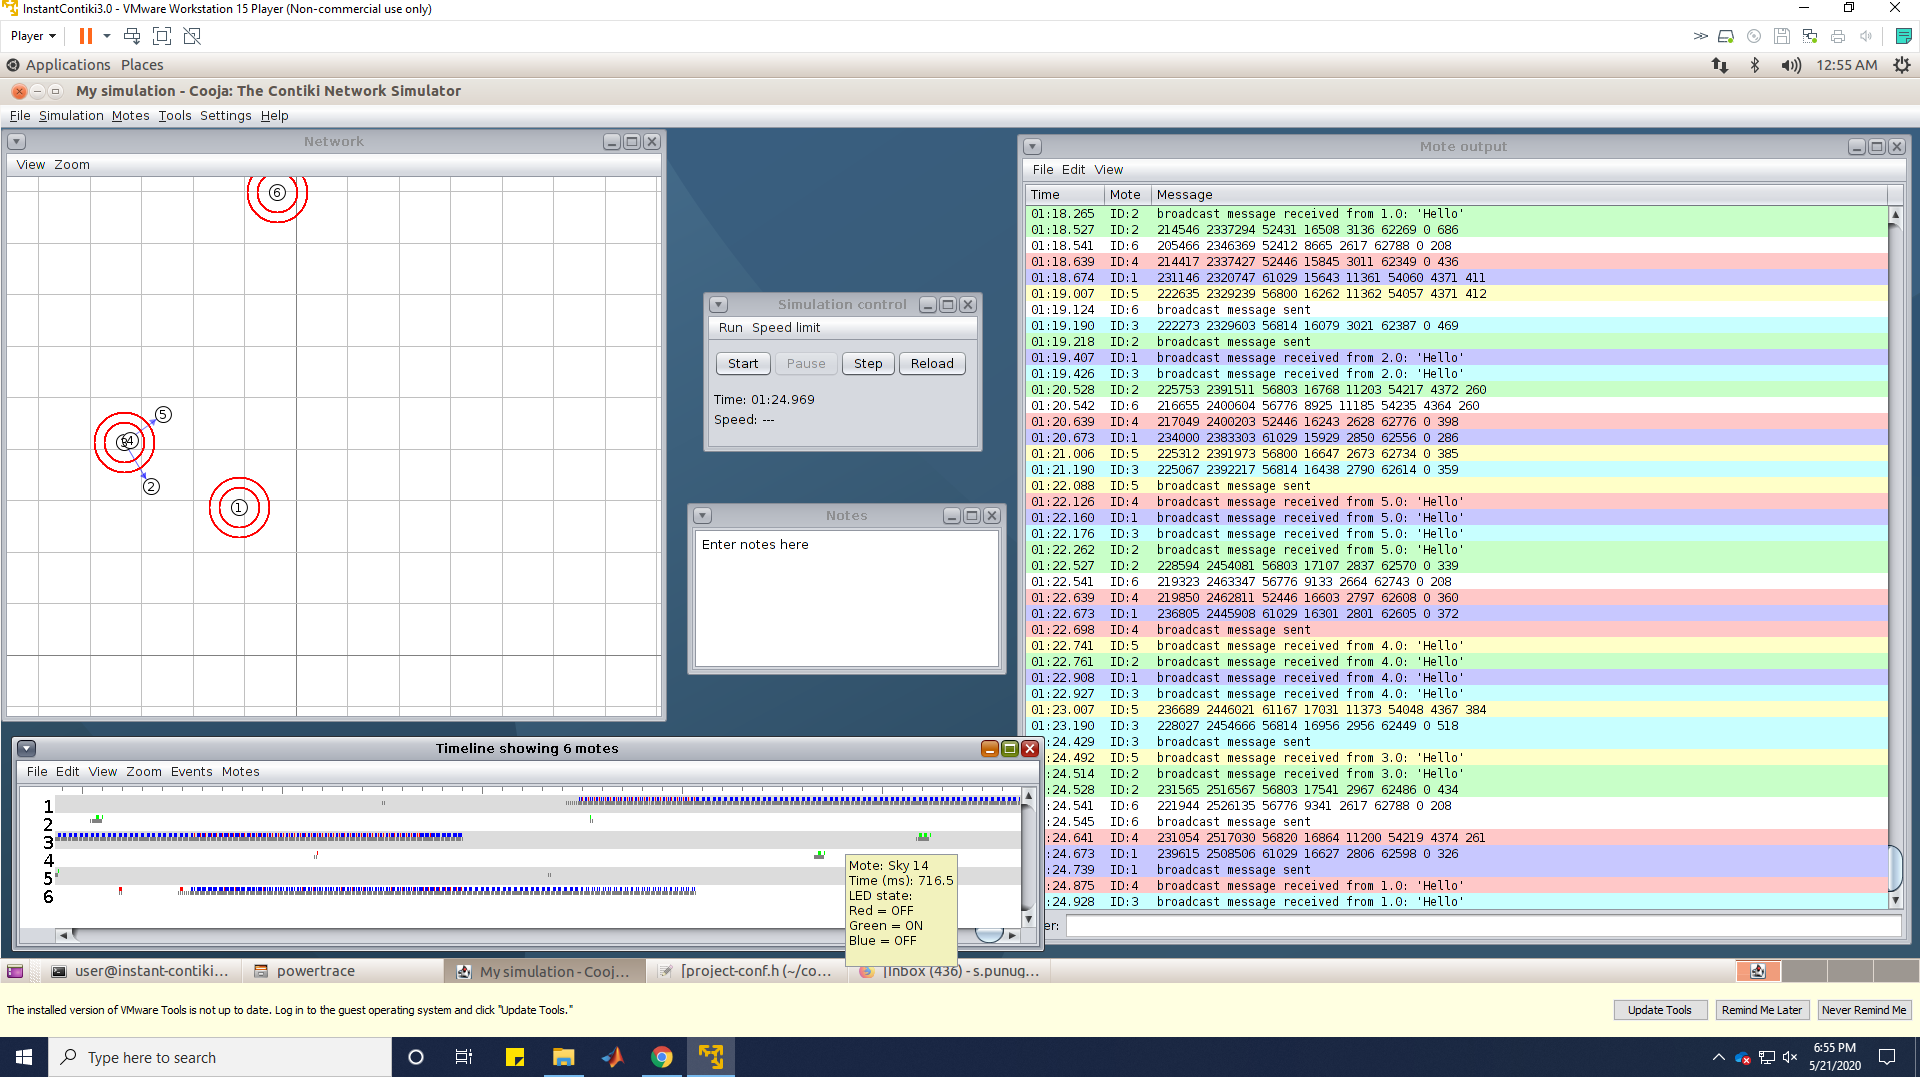 InstantContiki3.0 - VMware Workstation 15 Player (Non-commercial use only)
Player
Applications Places
12:55 AM
My simulation - Cooja: The Contiki Network Simulator
File Simulation Motes Tools Settings Help
Network
View Zoom
6
5
4
2
1
Simulation control
Run Speed limit
Start Pause Step Reload
Time: 01:24.969
Speed: ---
Notes
Enter notes here
Mote output
File Edit View
Time Mote Message
01:18.265 ID:2 broadcast message received from 1.0: 'Hello'
01:18.527 ID:2 214546 2337294 52431 16508 3136 62269 0 686
01:18.541 ID:6 205466 2346369 52412 8665 2617 62788 0 208
01:18.639 ID:4 214417 2337427 52446 15845 3011 62349 0 436
01:18.674 ID:1 231146 2320747 61029 15643 11361 54060 4371 411
01:19.007 ID:5 222635 2329239 56800 16262 11362 54057 4371 412
01:19.124 ID:6 broadcast message sent
01:19.190 ID:3 222273 2329603 56814 16079 3021 62387 0 469
01:19.218 ID:2 broadcast message sent
01:19.407 ID:1 broadcast message received from 2.0: 'Hello'
01:19.426 ID:3 broadcast message received from 2.0: 'Hello'
01:20.528 ID:2 225753 2391511 56803 16768 11203 54217 4372 260
01:20.542 ID:6 216655 2400604 56776 8925 11185 54235 4364 260
01:20.639 ID:4 217049 2400203 52446 16243 2628 62776 0 398
01:20.673 ID:1 234000 2383303 61029 15929 2850 62556 0 286
01:21.006 ID:5 225312 2391973 56800 16647 2673 62734 0 385
01:21.190 ID:3 225067 2392217 56814 16438 2790 62614 0 359
01:22.088 ID:5 broadcast message sent
01:22.126 ID:4 broadcast message received from 5.0: 'Hello'
01:22.160 ID:1 broadcast message received from 5.0: 'Hello'
01:22.176 ID:3 broadcast message received from 5.0: 'Hello'
01:22.262 ID:2 broadcast message received from 5.0: 'Hello'
01:22.527 ID:2 228594 2454081 56803 17107 2837 62570 0 339
01:22.541 ID:6 219323 2463347 56776 9133 2664 62743 0 208
01:22.639 ID:4 219850 2462811 52446 16603 2797 62608 0 360
01:22.673 ID:1 236805 2445908 61029 16301 2801 62605 0 372
01:22.698 ID:4 broadcast message sent
01:22.741 ID:5 broadcast message received from 4.0: 'Hello'
01:22.761 ID:2 broadcast message received from 4.0: 'Hello'
01:22.908 ID:1 broadcast message received from 4.0: 'Hello'
01:22.927 ID:3 broadcast message received from 4.0: 'Hello'
01:23.007 ID:5 236689 2446021 61167 17031 11373 54048 4367 384
01:23.190 ID:3 228027 2454666 56814 16956 2956 62449 0 518
:24.429 ID:3 broadcast message sent
:24.492 ID:5 broadcast message received from 3.0: 'Hello'
:24.514 ID:2 broadcast message received from 3.0: 'Hello'
:24.528 ID:2 231565 2516567 56803 17541 2967 62486 0 434
:24.541 ID:6 221944 2526135 56776 9341 2617 62788 0 208
:24.545 ID:6 broadcast message sent
:24.641 ID:4 231054 2517030 56820 16864 11200 54219 4374 261
:24.673 ID:1 239615 2508506 61029 16627 2806 62598 0 326
:24.739 ID:1 broadcast message sent
:24.875 ID:4 broadcast message received from 1.0: 'Hello'
:24.928 ID:3 broadcast message received from 1.0: 'Hello'
er:
Timeline showing 6 motes
File Edit View Zoom Events Motes
1
2
3
4
5
6
Mote: Sky 14
Time (ms): 716.5
LED state:
Red = OFF
Green = ON
Blue = OFF
user@instant-contiki... powertrace My simulation - Cooj... [project-conf.h (~/co... [Inbox (436) - s.punug...
The installed version of VMware Tools is not up to date. Log in to the guest operating system and click "Update Tools."
Update Tools Remind Me Later Never Remind Me
Type here to search
6:55 PM
5/21/2020